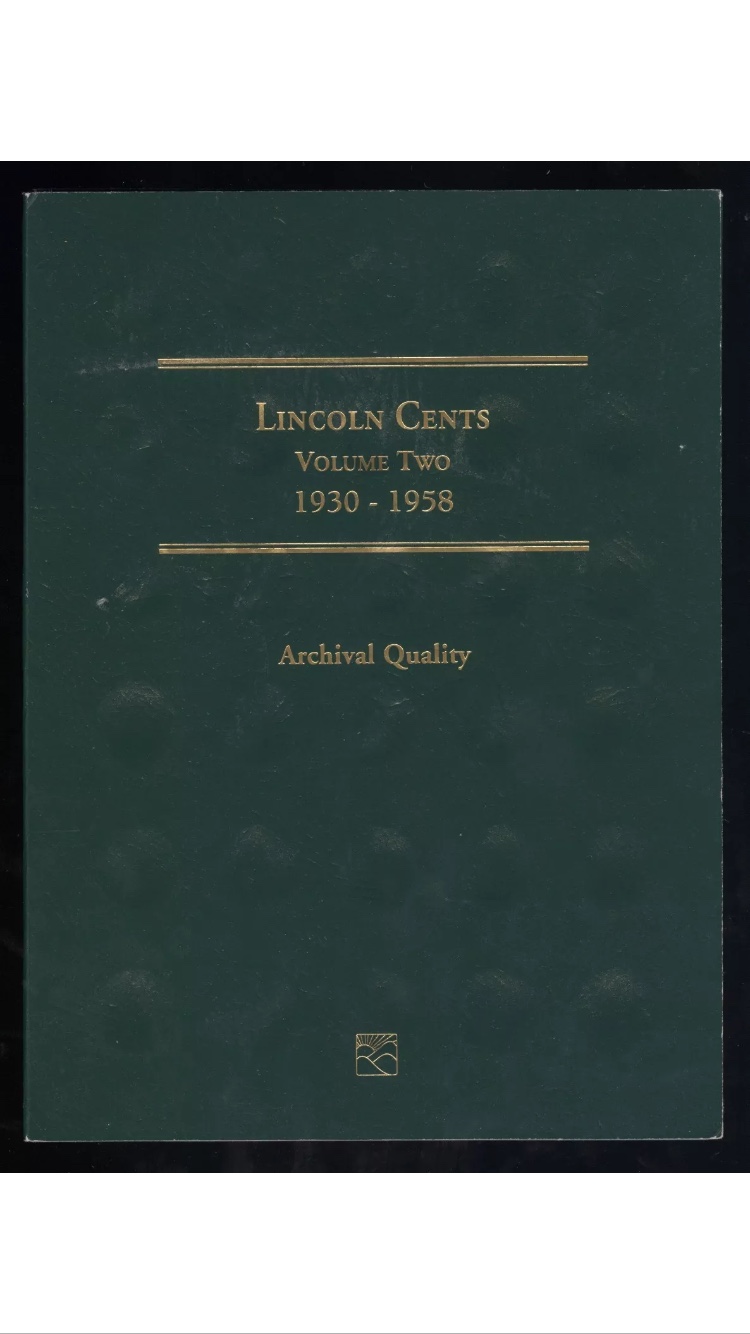 Lincoln Cents
Volume Two
1930 - 1958
Archival Quality